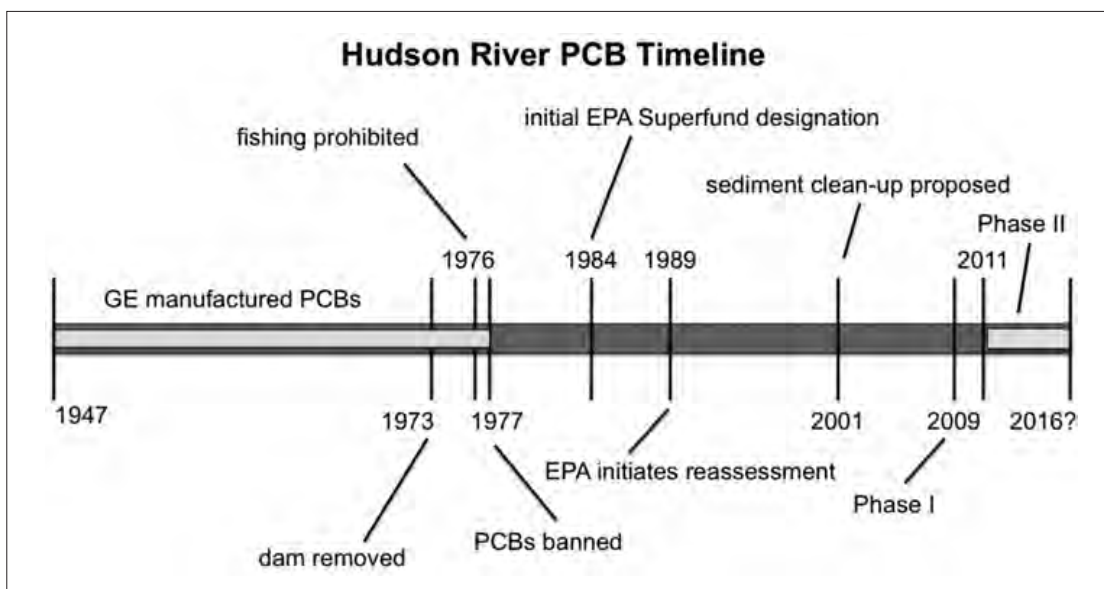 Hudson River PCB Timeline
initial EPA Superfund designation
fishing prohibited
sediment clean-up proposed
Phase II
1976
1984
1989
2011
GE manufactured PCBs
1947
1973
1977
2001
2009
2016?
EPA initiates reassessment
Phase I
PCBs banned
dam removed